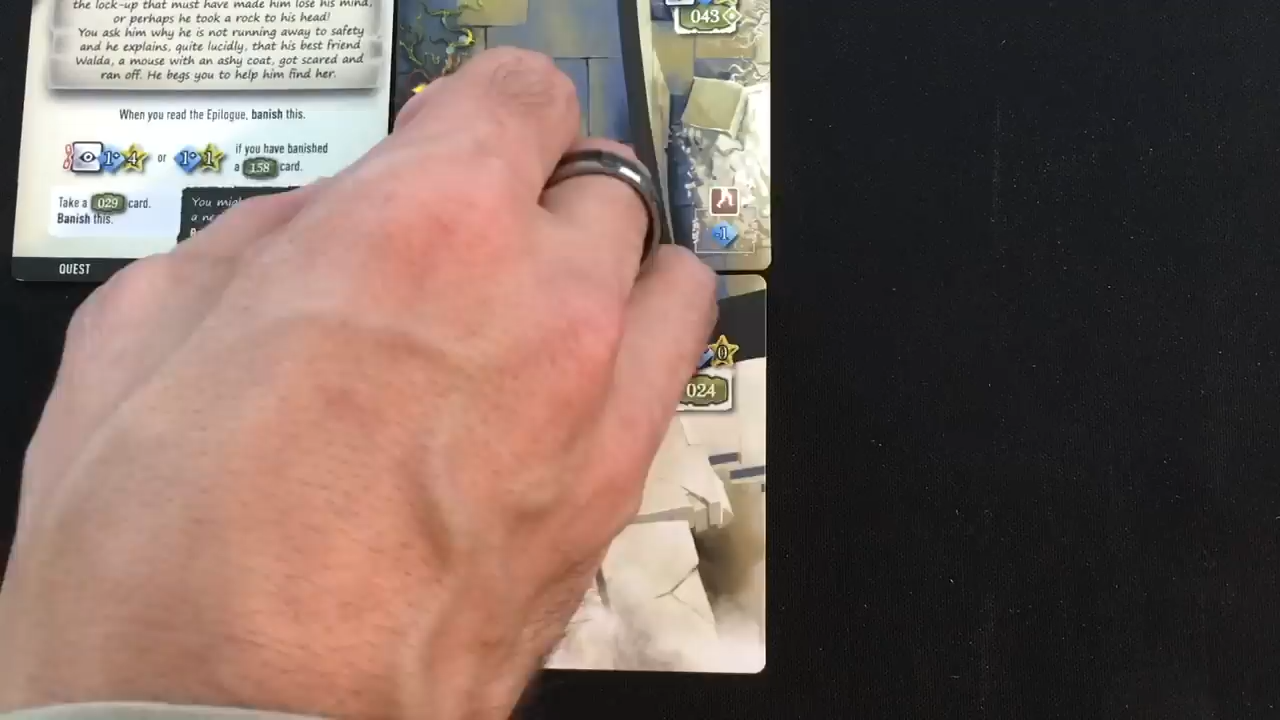 the lock-up that must have made him lose his mind,
or perhaps he took a rock to his head!
You ask him why he is not running away to safety
and he explains, quite lucidly, that his best friend
Walda, a mouse with an ashy coat, got scared and
ran off. He begs you to help him find her.
When you read the Epilogue, banish this.
1 4 or 1 1 if you have banished
a 158 card.
Take a 029 card.
Banish this.
You
a
QUEST
043
-1
0
024